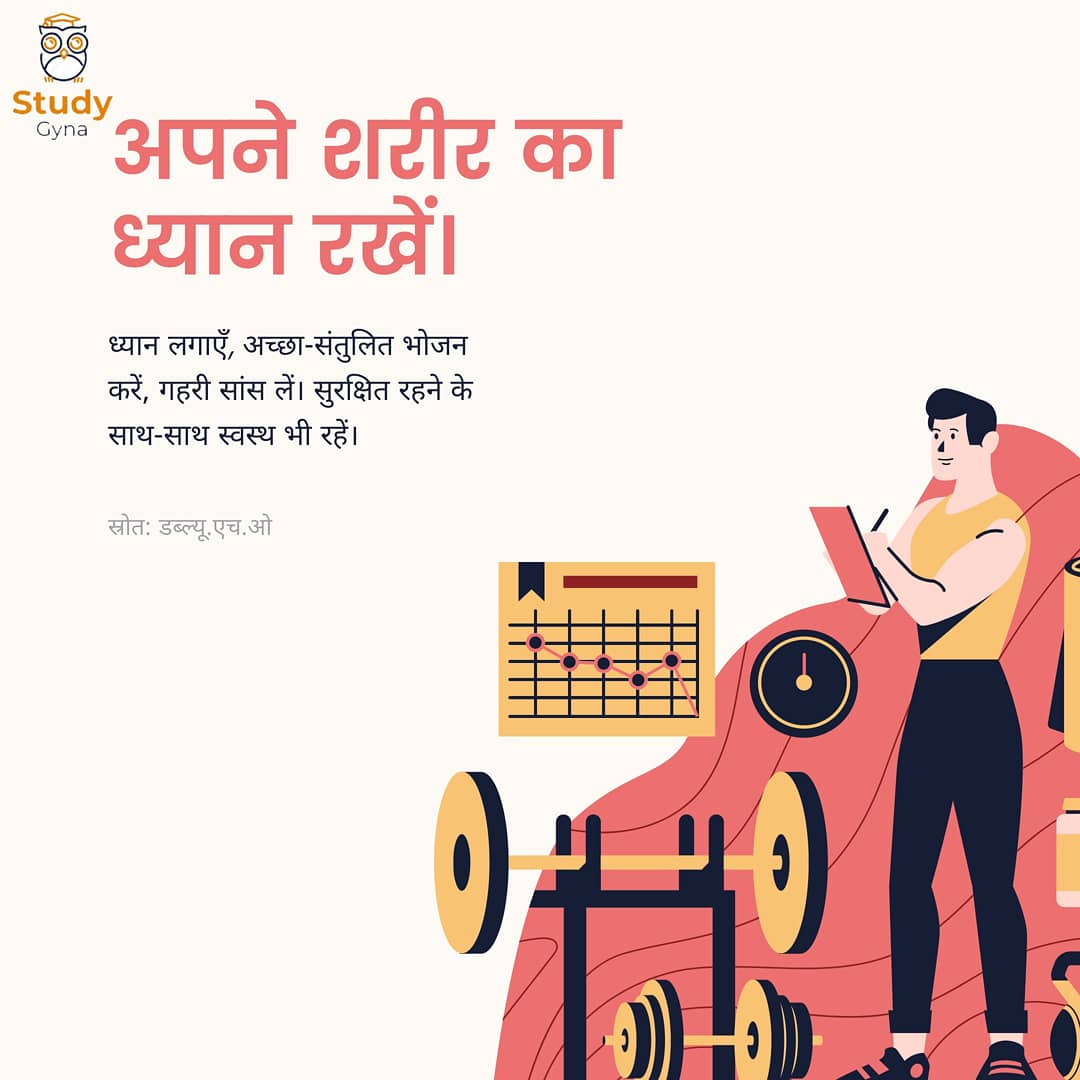 Study
Gyna
अपने शरीर का
ध्यान रखें।
ध्यान लगाएँ, अच्छा-संतुलित भोजन
करें, गहरी सांस लें। सुरक्षित रहने के
साथ-साथ स्वस्थ भी रहें।
स्रोत: डब्ल्यू.एच.ओ